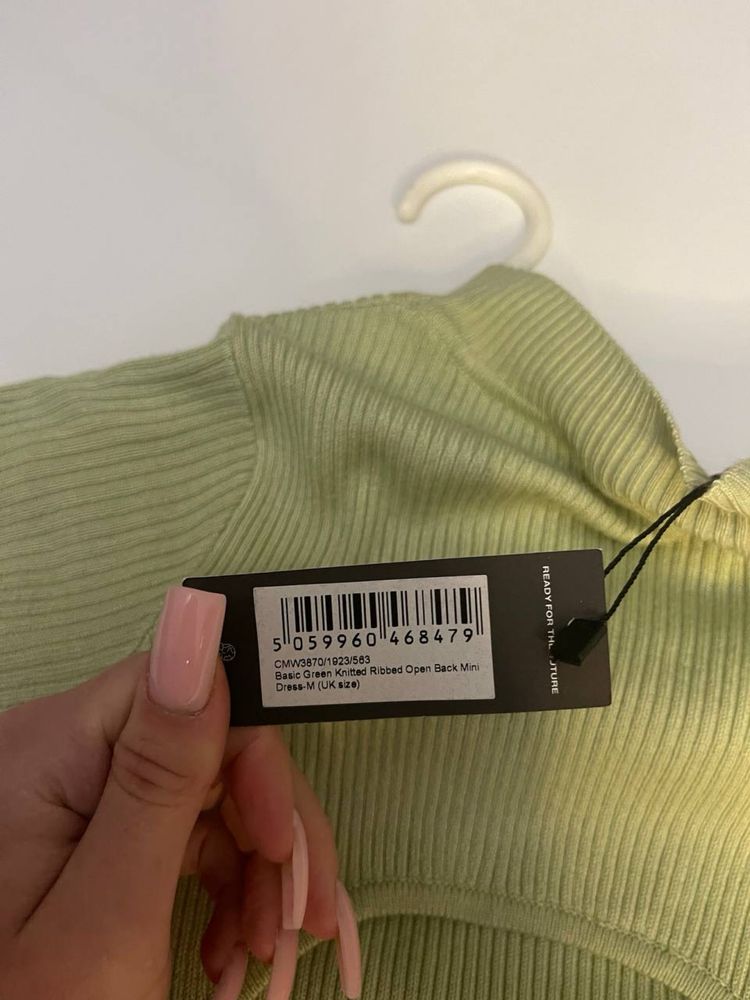 5 059960 468479
CMW3870/1923/563
Basic Green Knitted Ribbed Open Back Mini
Dress-M (UK size)
READY FOR THE FUTURE